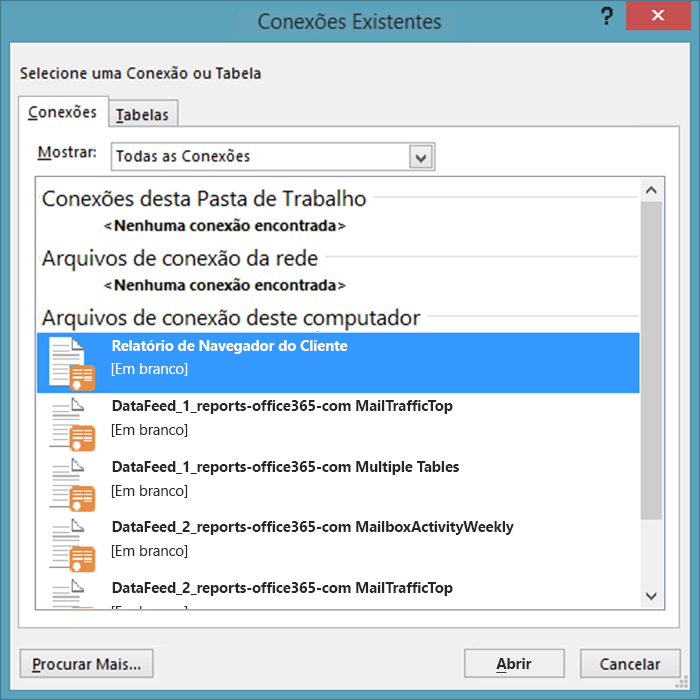 Conexões Existentes
?
Selecione uma Conexão ou Tabela
Conexões
Tabelas
Mostrar:
Todas as Conexões
Conexões desta Pasta de Trabalho
<Nenhuma conexão encontrada>
Arquivos de conexão da rede
<Nenhuma conexão encontrada>
Arquivos de conexão deste computador
Relatório de Navegador do Cliente
[Em branco]
DataFeed_1_reports-office365-com MailTrafficTop
[Em branco]
DataFeed_1_reports-office365-com Multiple Tables
[Em branco]
DataFeed_2_reports-office365-com MailboxActivityWeekly
[Em branco]
DataFeed_2_reports-office365-com MailTrafficTop
Procurar Mais...
Abrir
Cancelar